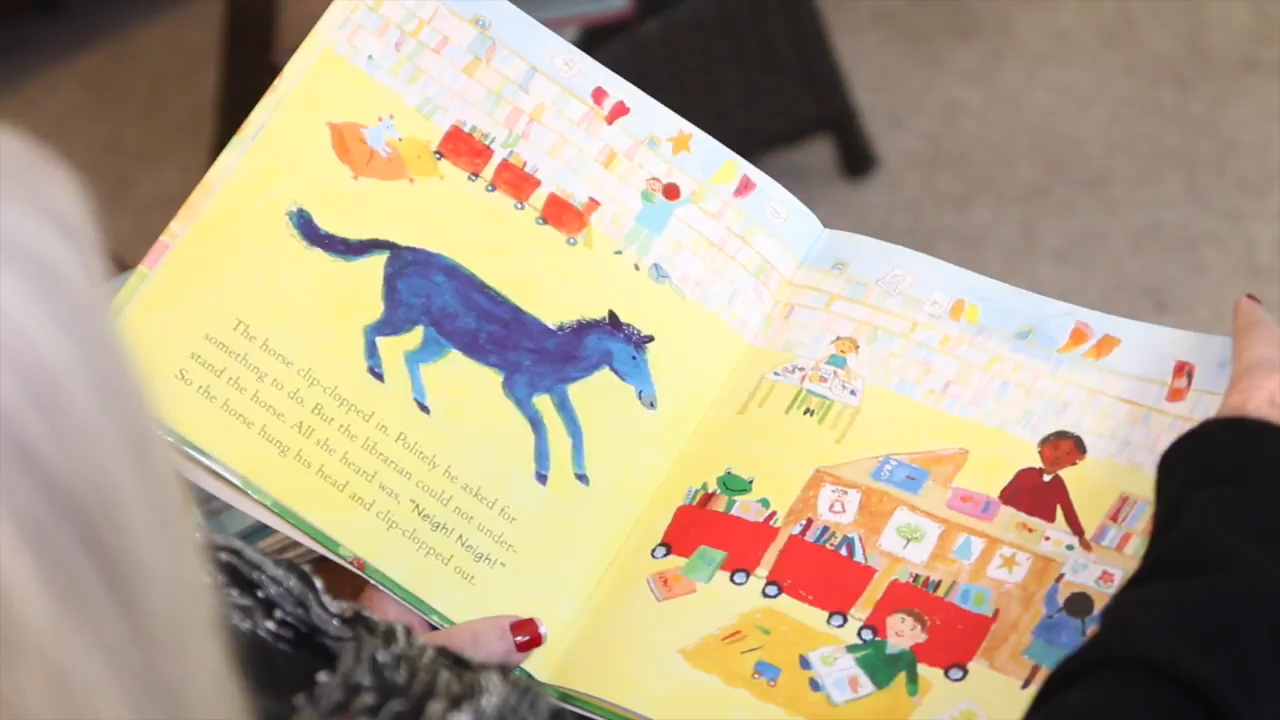 The horse clip-clopped in. Politely he asked for
something to do. But the librarian could not under-
stand the horse. All she heard was, "Neigh! Neigh!"
So the horse hung his head and clip-clopped out.